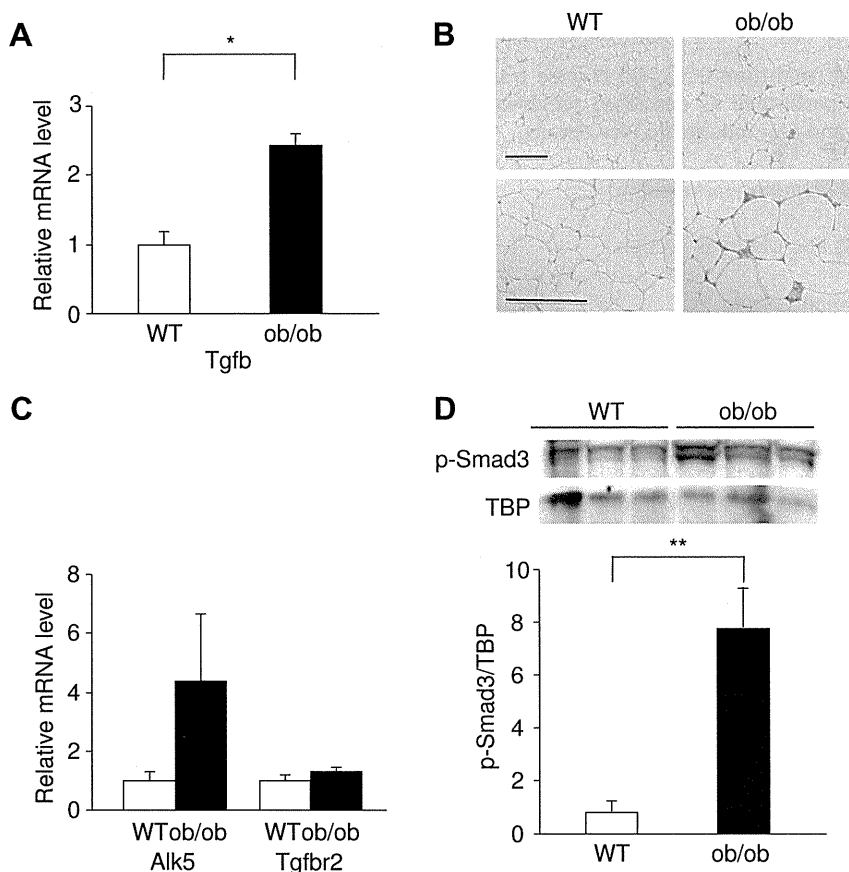 A
*
Relative mRNA level
3
2
1
0
WT ob/ob
Tgfb
B
WT ob/ob
C
Relative mRNA level
8
6
4
2
0
WTob/ob WTob/ob
Alk5 Tgfbr2
D
WT ob/ob
p-Smad3
TBP
**
p-Smad3/TBP
10
8
6
4
2
0
WT ob/ob